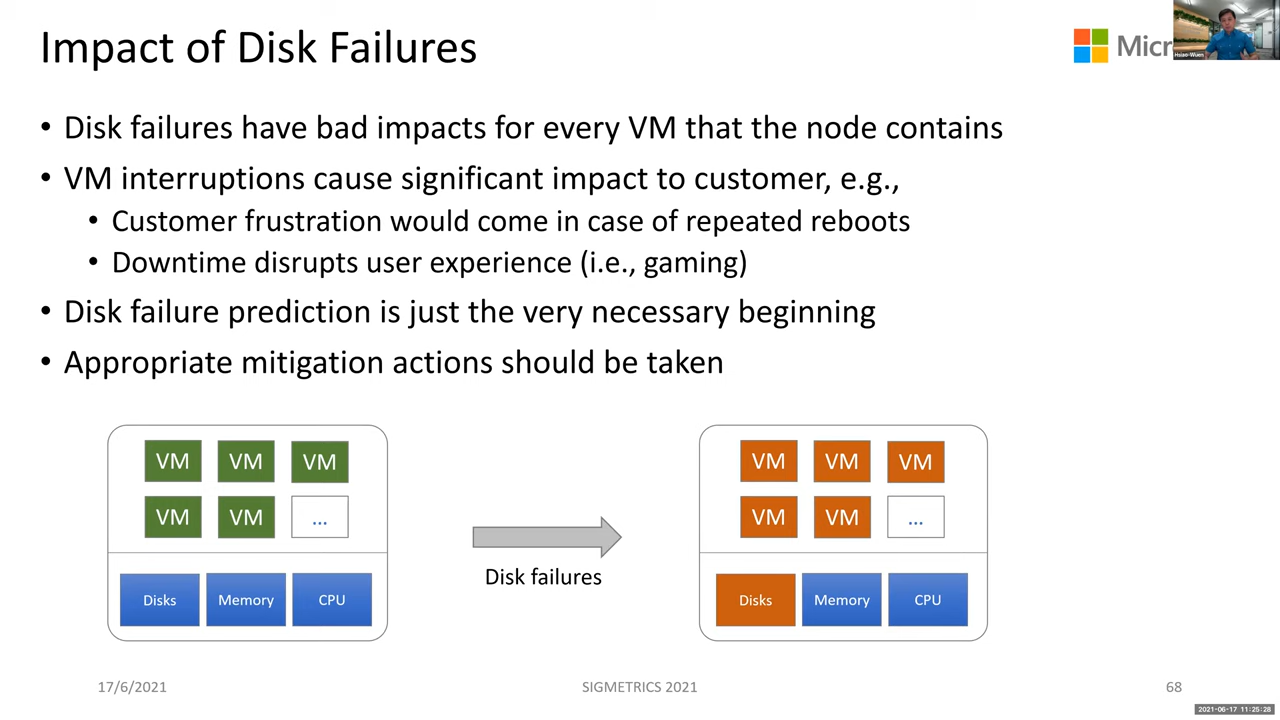 Impact of Disk Failures
Micr
Hsiao-Wuen
• Disk failures have bad impacts for every VM that the node contains
• VM interruptions cause significant impact to customer, e.g.,
• Customer frustration would come in case of repeated reboots
• Downtime disrupts user experience (i.e., gaming)
• Disk failure prediction is just the very necessary beginning
• Appropriate mitigation actions should be taken
VM VM VM
VM VM ...
Disks Memory CPU
Disk failures
VM VM VM
VM VM ...
Disks Memory CPU
17/6/2021
SIGMETRICS 2021
68
2021-06-17 11:25:28